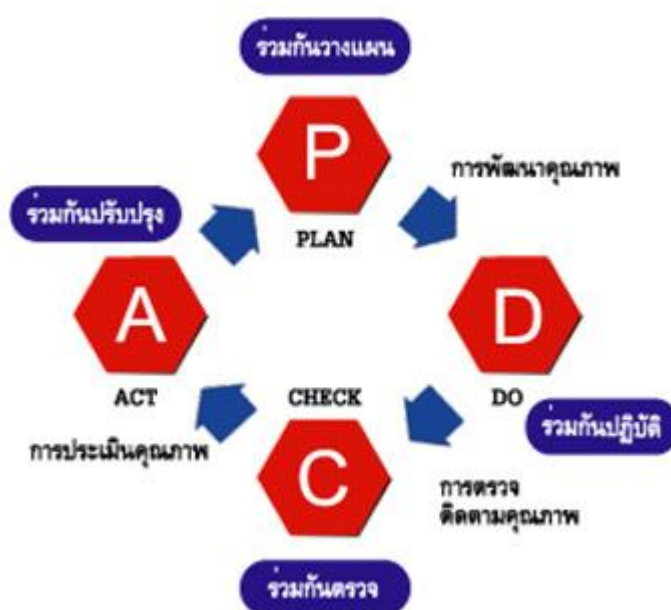 ร่วมกันวางแผน
P
PLAN
การพัฒนาคุณภาพ
ร่วมกันปรับปรุง
A
ACT
D
DO
ร่วมกันปฏิบัติ
CHECK
C
การประเมินคุณภาพ
การตรวจ
ติดตามคุณภาพ
ร่วมกันตรวจ